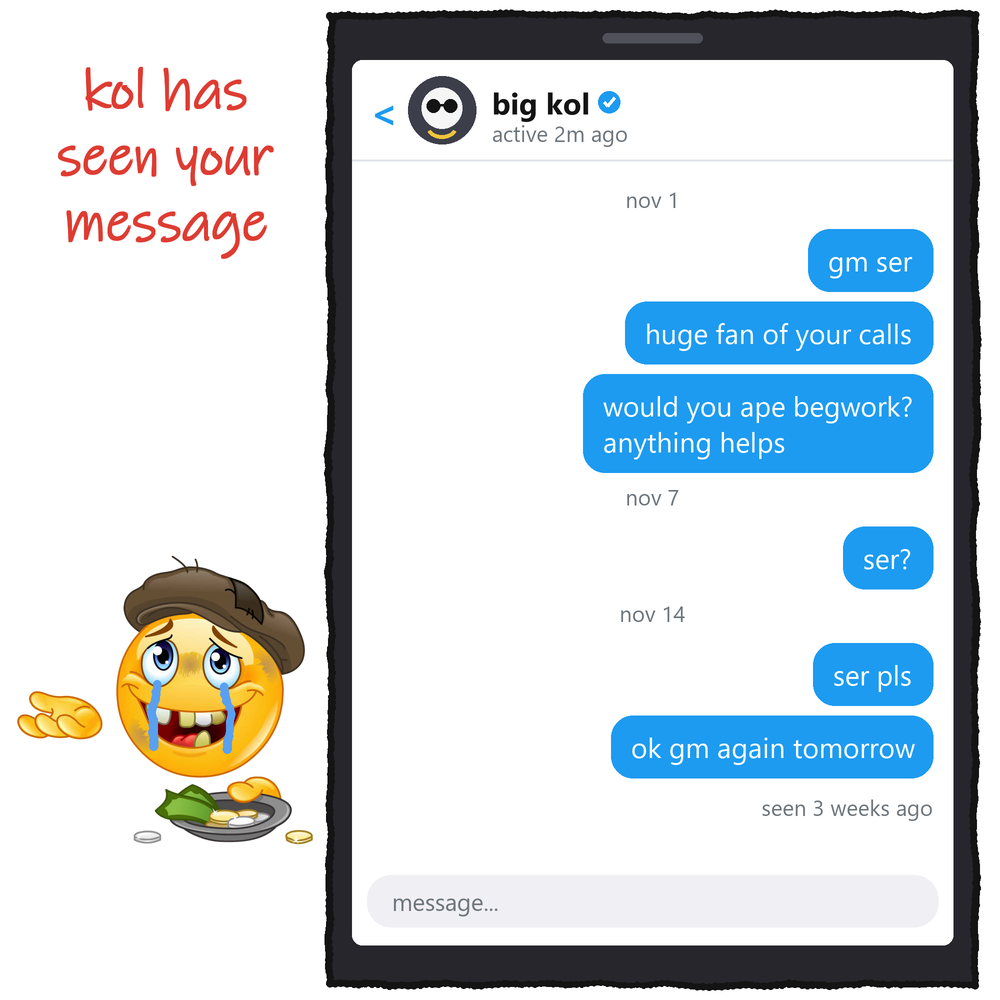 kol has
seen your
message
<
big kol
active 2m ago
nov 1
gm ser
huge fan of your calls
would you ape begwork?
anything helps
nov 7
ser?
nov 14
ser pls
ok gm again tomorrow
seen 3 weeks ago
message...